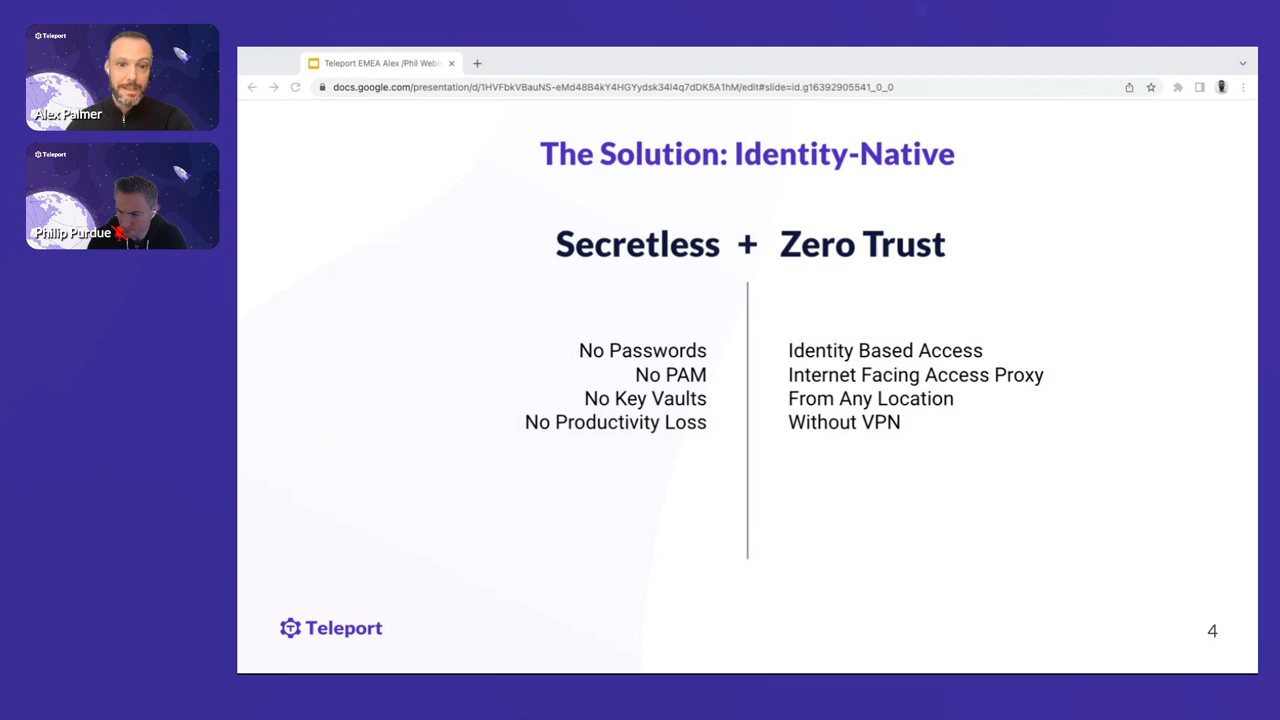 Teleport
Alex Palmer
Teleport
Philip Purdue
Teleport EMEA Alex /Phil Webi
docs.google.com/presentation/d/1HVFbkVBauNS-eMd48B4kY4HGYydsk34l4q7dDK5A1hM/edit#slide=id.g16392905541_0_0
The Solution: Identity-Native
Secretless + Zero Trust
No Passwords
No PAM
No Key Vaults
No Productivity Loss
Identity Based Access
Internet Facing Access Proxy
From Any Location
Without VPN
Teleport
4